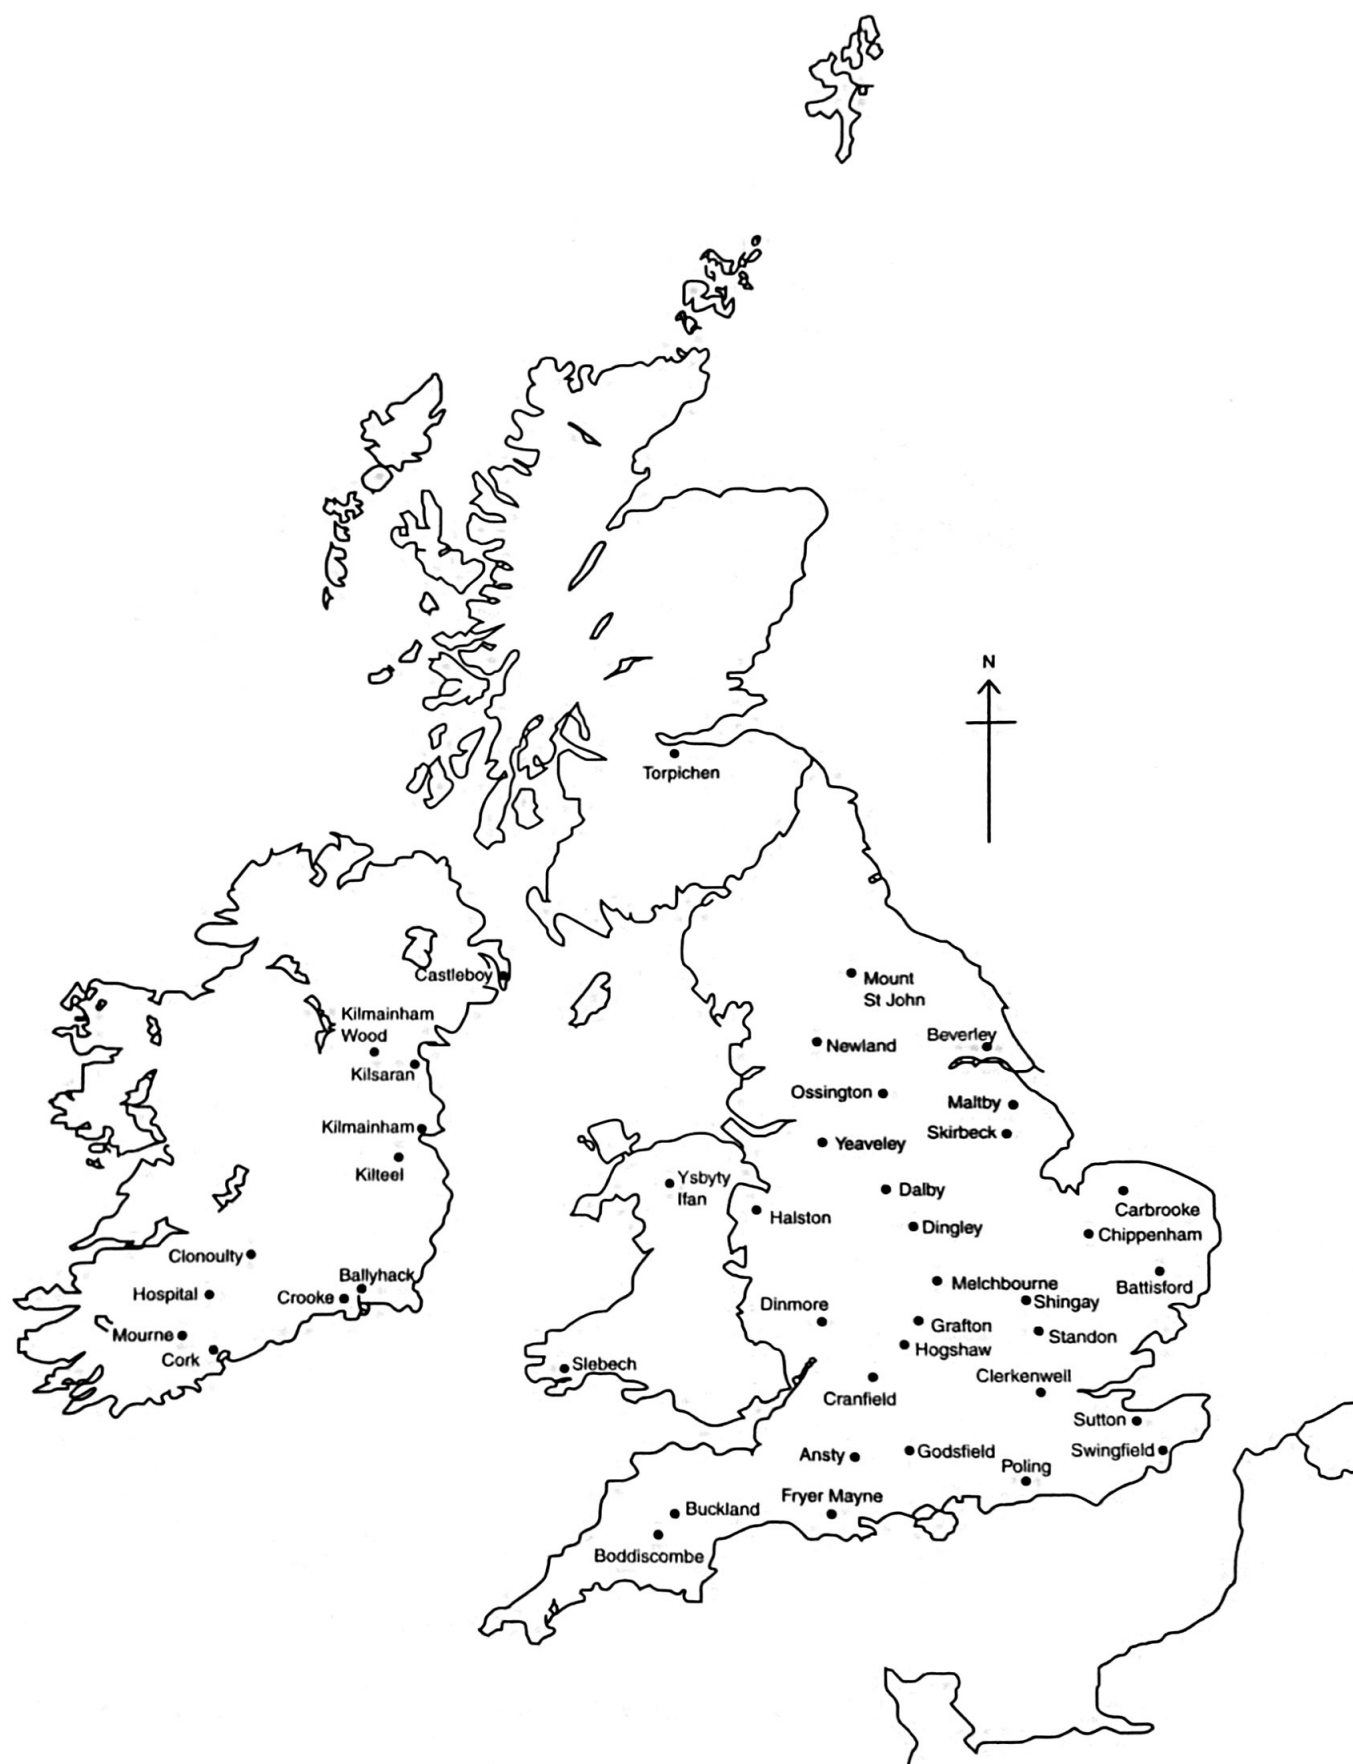 N
Torpichen
Castleboy
Mount
St John
Kilmainham
Wood
Beverley
Newland
Kilsaran
Ossington
Maltby
Kilmainham
Skirbeck
Yeaveley
Kilteel
Ysbyty
Ifan
Dalby
Carbrooke
Halston
Dingley
Chippenham
Clonoulty
Ballyhack
Melchbourne
Battisford
Hospital
Crooke
Shingay
Dinmore
Grafton
Mourne
Standon
Hogshaw
Cork
Slebech
Clerkenwell
Cranfield
Sutton
Ansty
Godsfield
Swingfield
Poling
Fryer Mayne
Buckland
Boddiscombe